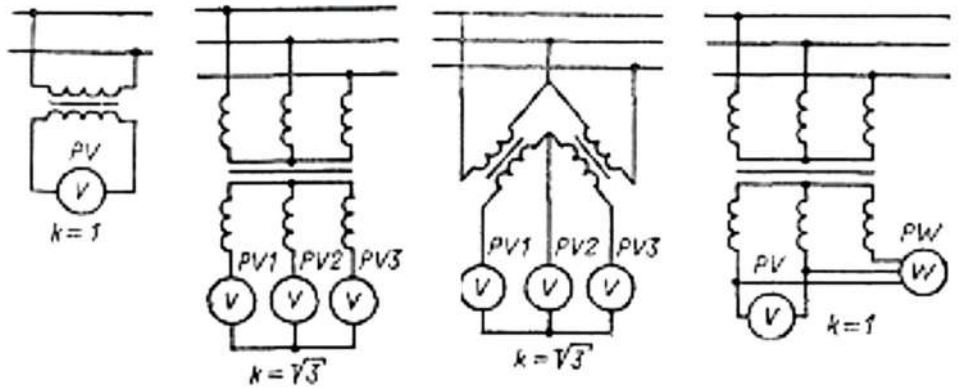 PV
V
k=1
PV1 PV2 PV3
V V V
k=√3
PV1 PV2 PV3
V V V
k=√3
PV
V
PW
W
k=1